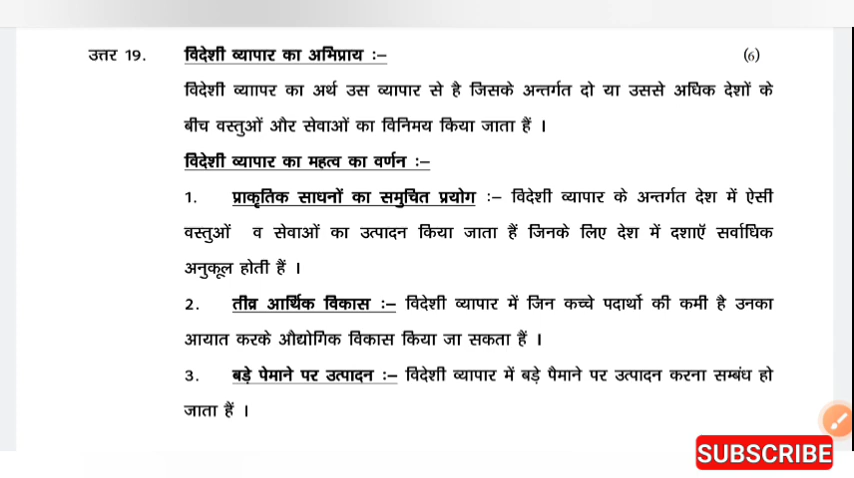 उत्तर 19. विदेशी व्यापार का अभिप्राय :– (6)
विदेशी व्याापर का अर्थ उस व्यापार से है जिसके अन्तर्गत दो या उससे अधिक देशों के
बीच वस्तुओं और सेवाओं का विनिमय किया जाता हैं ।
विदेशी व्यापार का महत्व का वर्णन :–
1. प्राकृतिक साधनों का समुचित प्रयोग :– विदेशी व्यापार के अन्तर्गत देश में ऐसी
वस्तुओं व सेवाओं का उत्पादन किया जाता हैं जिनके लिए देश में दशाऍ सर्वाधिक
अनुकूल होती हैं ।
2. तीव्र आर्थिक विकास :– विदेशी व्यापार में जिन कच्चे पदार्थो की कमी है उनका
आयात करके औद्योगिक विकास किया जा सकता हैं ।
3. बड़े पेमाने पर उत्पादन :– विदेशी व्यापार में बड़े पैमाने पर उत्पादन करना सम्बंध हो
जाता हैं ।
SUBSCRIBE